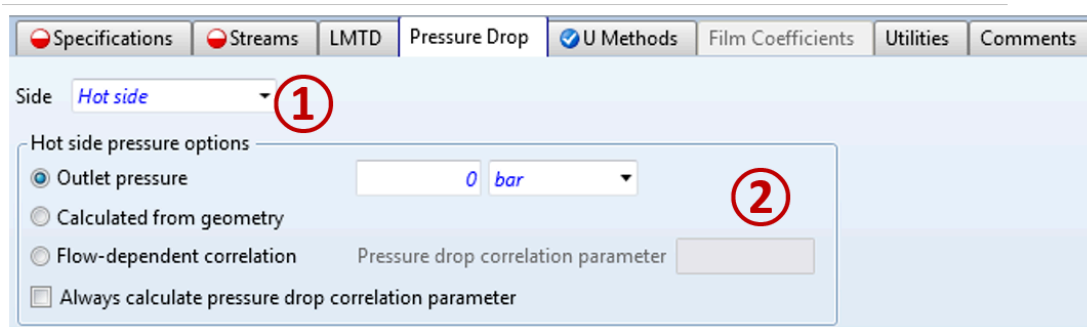 Specifications Streams LMTD Pressure Drop U Methods Film Coefficients Utilities Comments
Side Hot side 1
Hot side pressure options
Outlet pressure 0 bar
2
Calculated from geometry
Flow-dependent correlation Pressure drop correlation parameter
Always calculate pressure drop correlation parameter